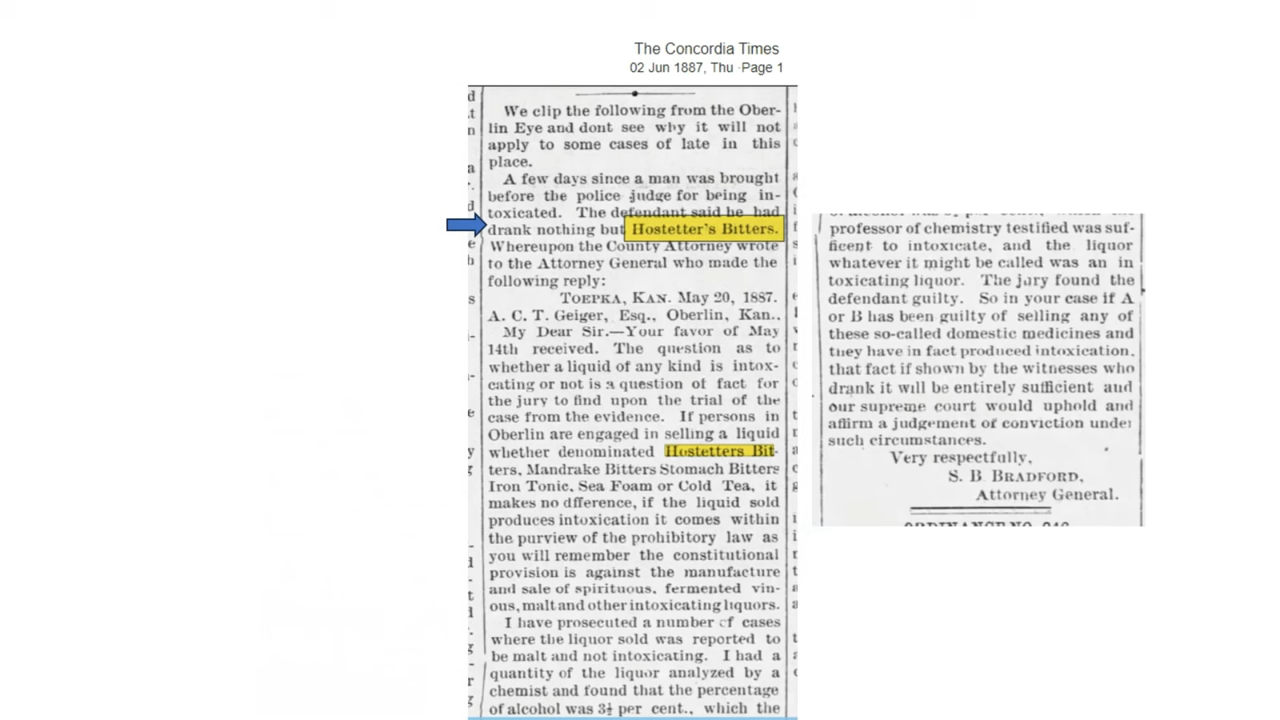 The Concordia Times
02 Jun 1887, Thu · Page 1
We clip the following from the Ober-
lin Eye and dont see why it will not
apply to some cases of late in this
place.
A few days since a man was brought
before the police judge for being in-
toxicated. The defendant said he had
drank nothing but Hostetter's Bitters.
Whereupon the County Attorney wrote
to the Attorney General who made the
following reply:
TOEPKA, KAN. May 20, 1887.
A. C. T. Geiger, Esq., Oberlin, Kan..
My Dear Sir.—Your favor of May
14th received. The question as to
whether a liquid of any kind is intox-
cating or not is a question of fact for
the jury to find upon the trial of the
case from the evidence. If persons in
Oberlin are engaged in selling a liquid
whether denominated Hostetters Bit-
ters, Mandrake Bitters Stomach Bitters
Iron Tonic, Sea Foam or Cold Tea, it
makes no dfference, if the liquid sold
produces intoxication it comes within
the purview of the prohibitory law as
you will remember the constitutional
provision is against the manufacture
and sale of spirituous, fermented vin-
ous, malt and other intoxicating liquors.
I have prosecuted a number of cases
where the liquor sold was reported to
be malt and not intoxicating. I had a
quantity of the liquor analyzed by a
chemist and found that the percentage
of alcohol was 3½ per cent., which the
professor of chemistry testified was suf-
ficent to intoxicate, and the liquor
whatever it might be called was an in
toxicating liquor. The jury found the
defendant guilty. So in your case if A
or B has been guilty of selling any of
these so-called domestic medicines and
they have in fact produced intoxication,
that fact if shown by the witnesses who
drank it will be entirely sufficient and
our supreme court would uphold and
affirm a judgement of conviction under
such circumstances.
Very respectfully,
S. B. BRADFORD,
Attorney General.